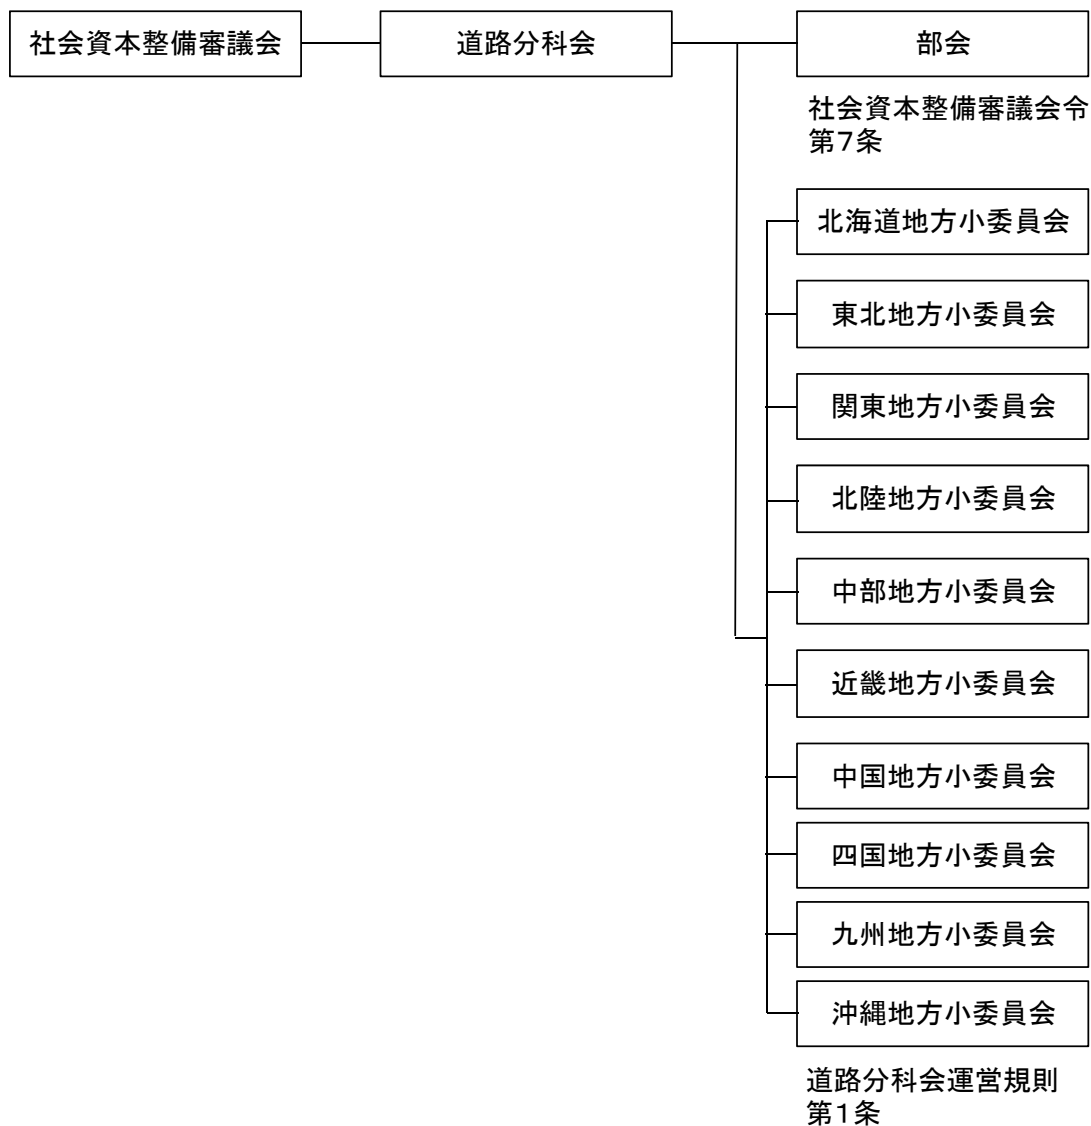 社会資本整備審議会
道路分科会
部会
社会資本整備審議会令
第7条
北海道地方小委員会
東北地方小委員会
関東地方小委員会
北陸地方小委員会
中部地方小委員会
近畿地方小委員会
中国地方小委員会
四国地方小委員会
九州地方小委員会
沖縄地方小委員会
道路分科会運営規則
第1条